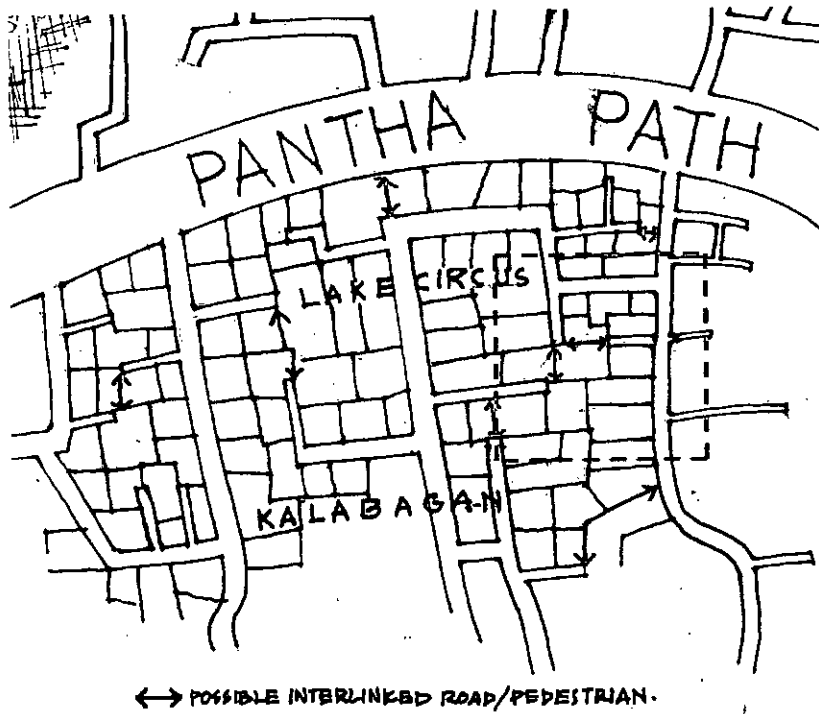 PANTHA PATH
LAKE CIRCUS
KALABAGAN
POSSIBLE INTERLINKED ROAD/PEDESTRIAN.